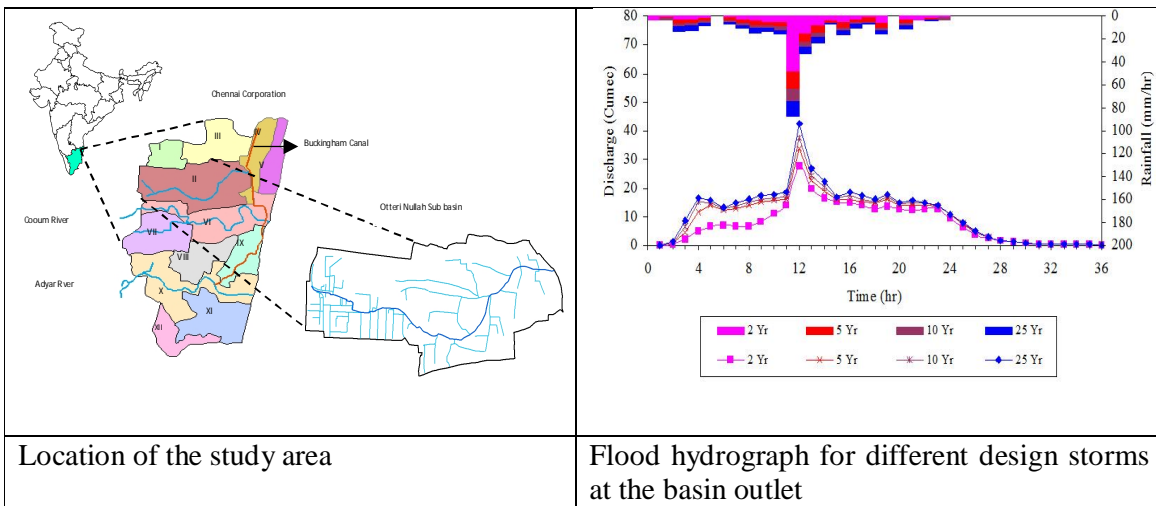 Chennai Corporation
III
IV
I
Buckingham Canal
V
II
Otteri Nullah Sub basin
Cooum River
VI
VII
IX
VIII
Adyar River
X
XI
XII
Location of the study area
80
70
60
50
40
30
20
10
0
Discharge (Cumec)
0
20
40
60
80
100
120
140
160
180
200
Rainfall (mm/hr)
0 4 8 12 16 20 24 28 32 36
Time (hr)
2 Yr 5 Yr 10 Yr 25 Yr
2 Yr 5 Yr 10 Yr 25 Yr
Flood hydrograph for different design storms
at the basin outlet